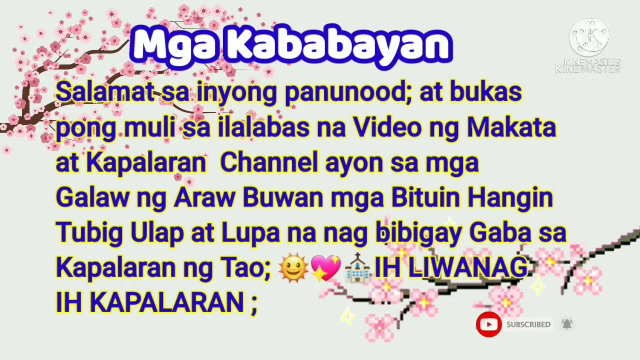 Mga Kababayan
KINEMASTER
KINEMASTER
Salamat sa inyong panunood; at bukas
pong muli sa ilalabas na Video ng Makata
at Kapalaran Channel ayon sa mga
Galaw ng Araw Buwan mga Bituin Hangin
Tubig Ulap at Lupa na nag bibigay Gaba sa
Kapalaran ng Tao; 🌞💖⛪IH LIWANAG.
IH KAPALARAN ;
SUBSCRIBED